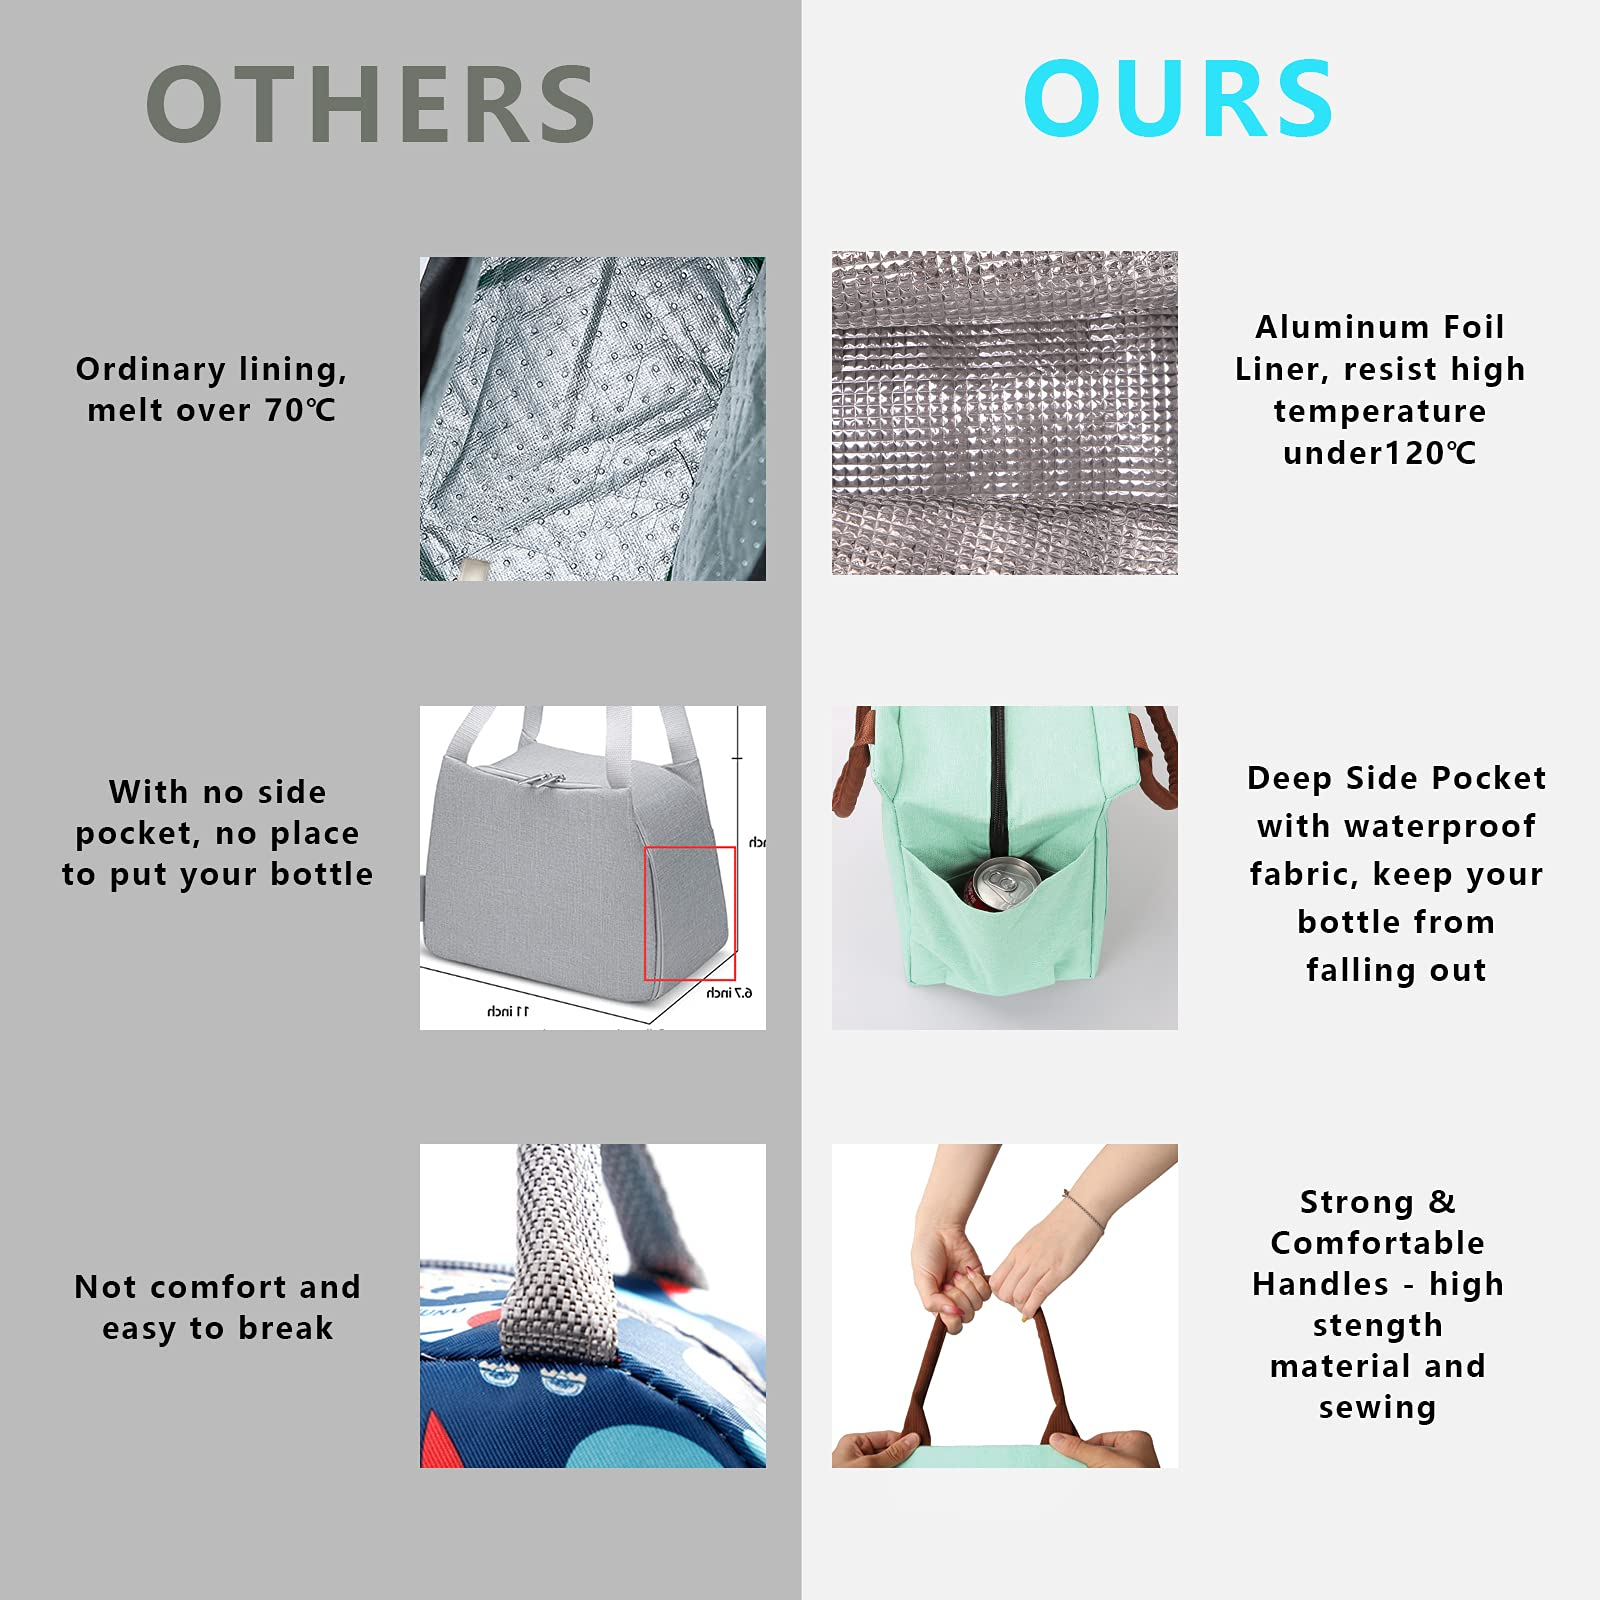 OTHERS
OURS
Ordinary lining,
melt over 70℃
Aluminum Foil
Liner, resist high
temperature
under120℃
With no side
pocket, no place
to put your bottle
11 inch
6.7 inch
Deep Side Pocket
with waterproof
fabric, keep your
bottle from
falling out
Not comfort and
easy to break
Strong &
Comfortable
Handles - high
stength
material and
sewing